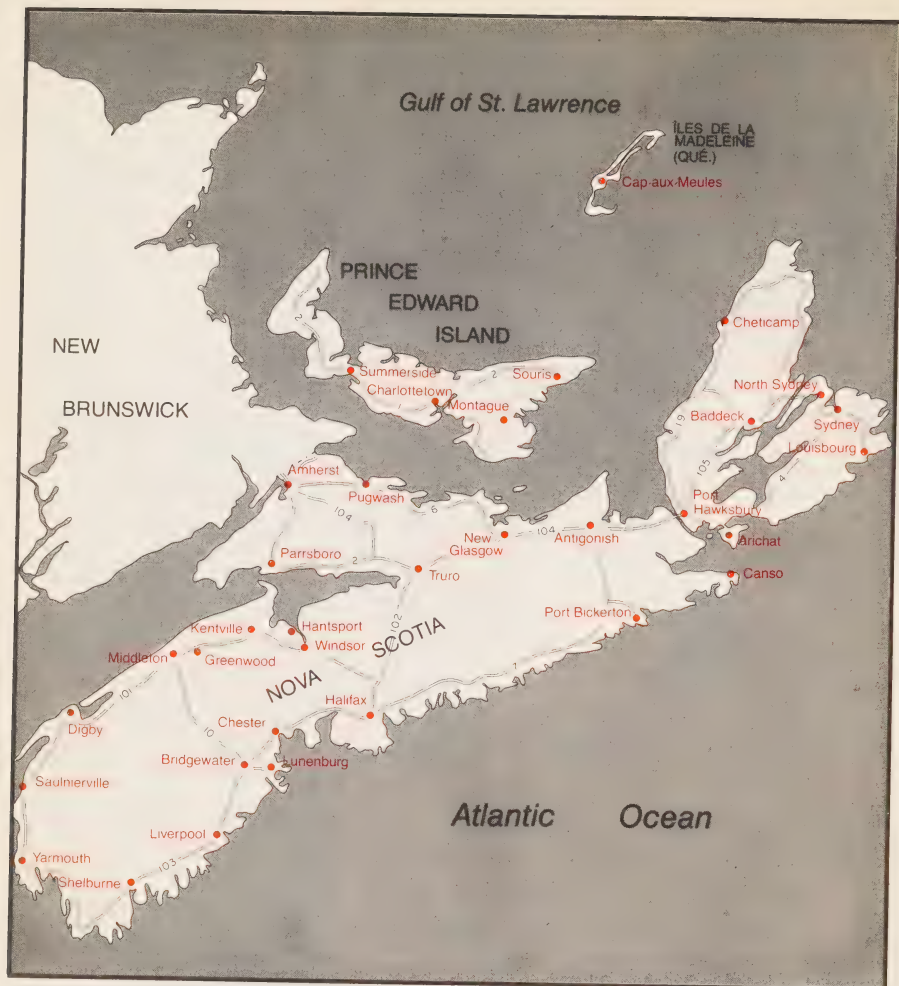 Gulf of St. Lawrence
ÎLES DE LA
MADELEINE
(QUÉ.)
Cap-aux-Meules
PRINCE
EDWARD
ISLAND
2
NEW
BRUNSWICK
Summerside
2
Souris
Charlottetown
1
Montague
Cheticamp
North Sydney
19
Baddeck
Sydney
105
Louisbourg
4
Amherst
Pugwash
104
6
Port
Hawksbury
New
Glasgow
104
Antigonish
Arichat
Parrsboro
2
Truro
Canso
Port Bickerton
102
Kentville
Hantsport
Windsor
SCOTIA
Middleton
Greenwood
NOVA
7
101
Halifax
Digby
10
Chester
Bridgewater
Lunenburg
Saulnierville
Atlantic Ocean
Liverpool
Yarmouth
103
Shelburne